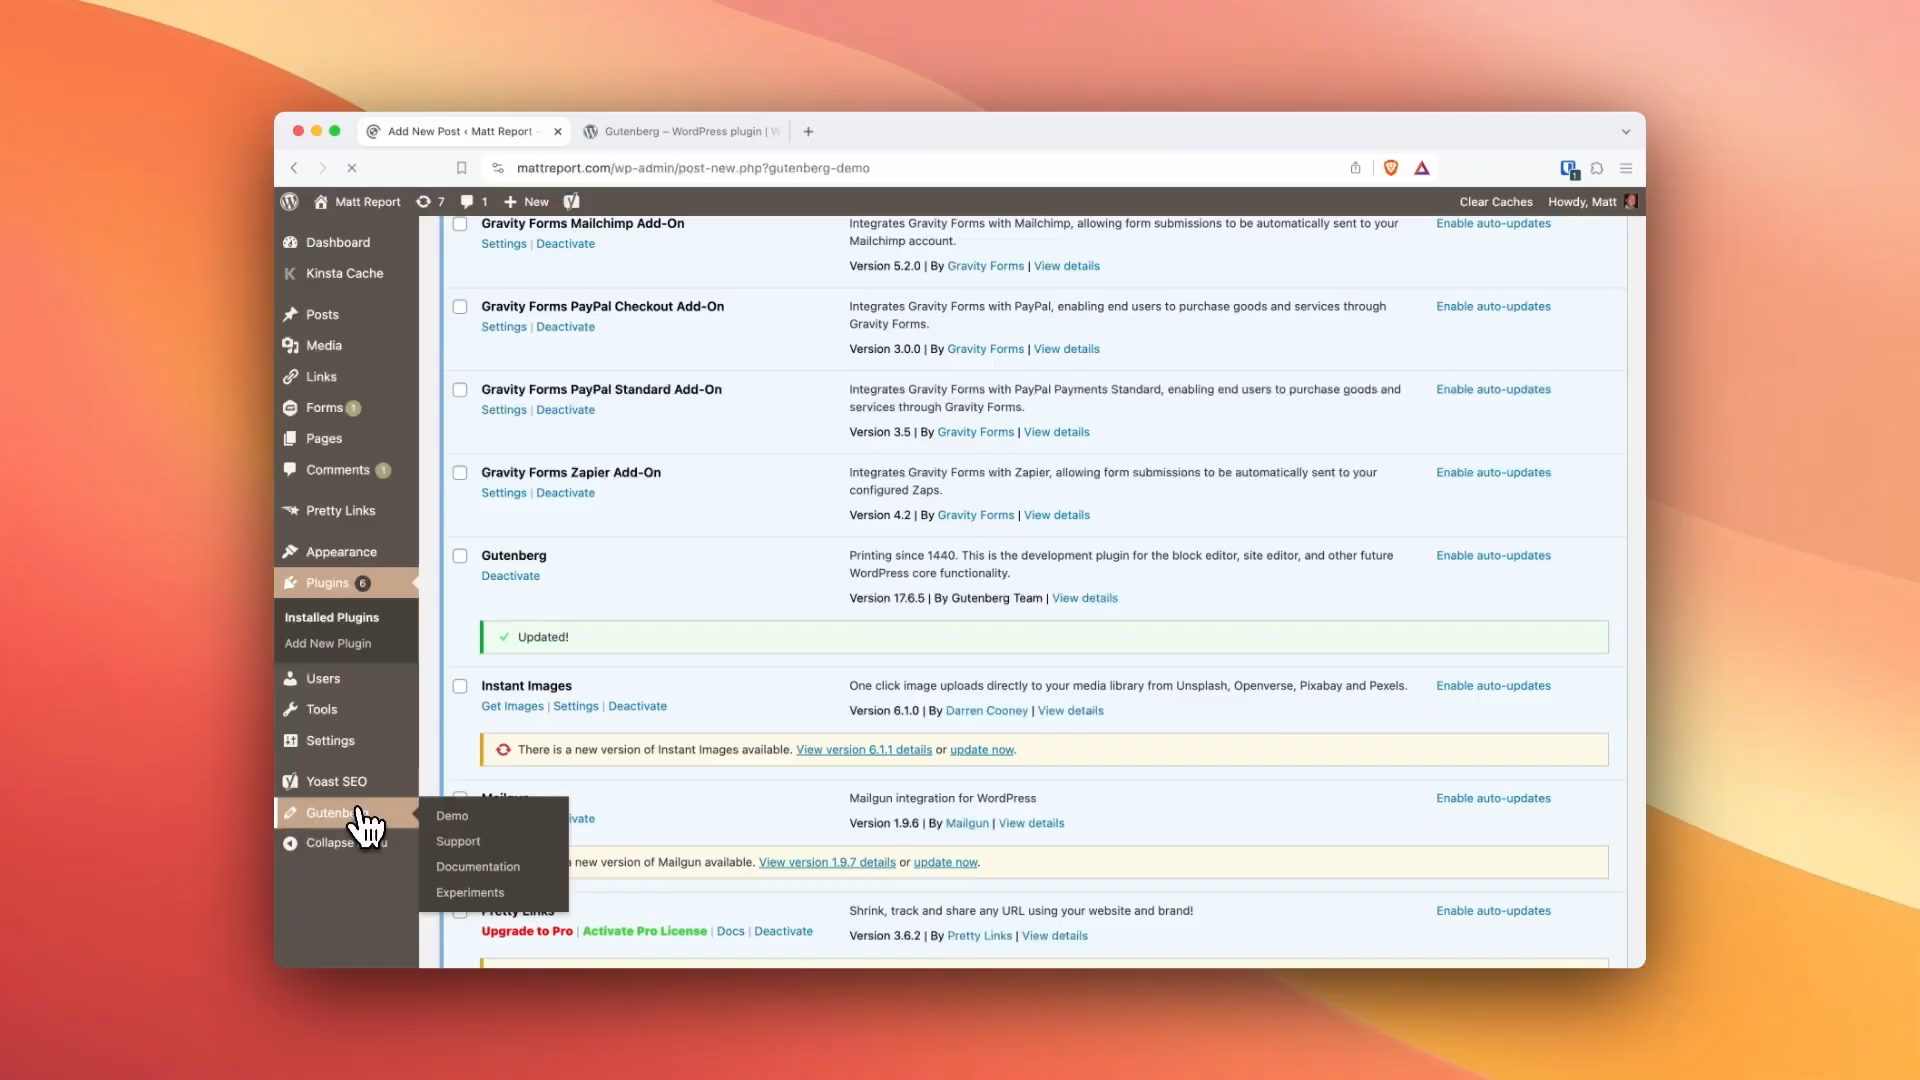 Add New Post ‹ Matt Report –
Gutenberg – WordPress plugin | W
mattreport.com/wp-admin/post-new.php?gutenberg-demo
Matt Report 7 1 New
Clear Caches Howdy, Matt
Dashboard
Kinsta Cache
Posts
Media
Links
Forms 1
Pages
Comments 1
Pretty Links
Appearance
Plugins 6
Installed Plugins
Add New Plugin
Users
Tools
Settings
Yoast SEO
Collapse
Demo
Support
Documentation
Experiments
Gravity Forms Mailchimp Add-On
Settings | Deactivate
Integrates Gravity Forms with Mailchimp, allowing form submissions to be automatically sent to your
Mailchimp account.
Version 5.2.0 | By Gravity Forms | View details
Enable auto-updates
Gravity Forms PayPal Checkout Add-On
Settings | Deactivate
Integrates Gravity Forms with PayPal, enabling end users to purchase goods and services through
Gravity Forms.
Version 3.0.0 | By Gravity Forms | View details
Enable auto-updates
Gravity Forms PayPal Standard Add-On
Settings | Deactivate
Integrates Gravity Forms with PayPal Payments Standard, enabling end users to purchase goods and
services through Gravity Forms.
Version 3.5 | By Gravity Forms | View details
Enable auto-updates
Gravity Forms Zapier Add-On
Settings | Deactivate
Integrates Gravity Forms with Zapier, allowing form submissions to be automatically sent to your
configured Zaps.
Version 4.2 | By Gravity Forms | View details
Enable auto-updates
Gutenberg
Deactivate
Printing since 1440. This is the development plugin for the block editor, site editor, and other future
WordPress core functionality.
Version 17.6.5 | By Gutenberg Team | View details
Enable auto-updates
Updated!
Instant Images
Get Images | Settings | Deactivate
One click image uploads directly to your media library from Unsplash, Openverse, Pixabay and Pexels.
Version 6.1.0 | By Darren Cooney | View details
Enable auto-updates
There is a new version of Instant Images available. View version 6.1.1 details or update now.
Mailgun integration for WordPress
Version 1.9.6 | By Mailgun | View details
Enable auto-updates
new version of Mailgun available. View version 1.9.7 details or update now.
Pretty Links
Upgrade to Pro | Activate Pro License | Docs | Deactivate
Shrink, track and share any URL using your website and brand!
Version 3.6.2 | By Pretty Links | View details
Enable auto-updates